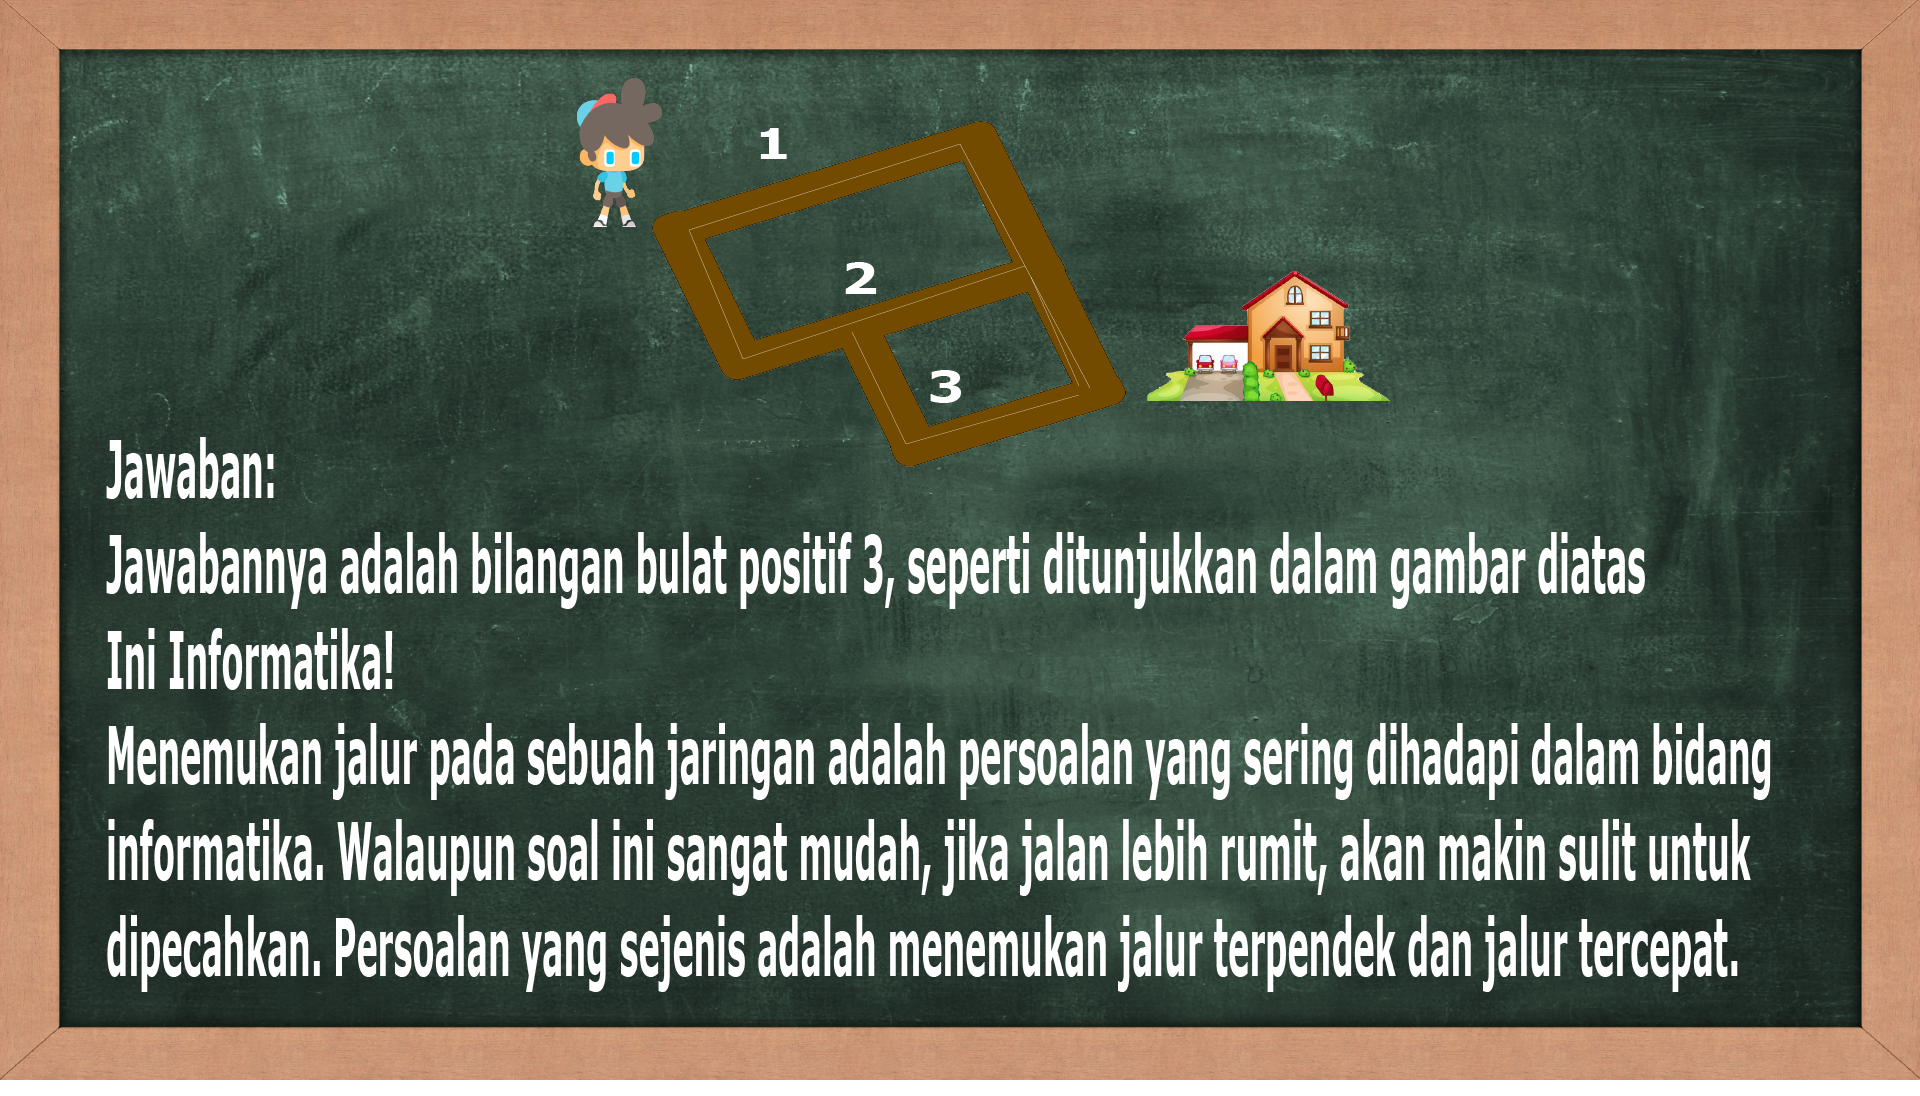 1
2
3
Jawaban:
Jawabannya adalah bilangan bulat positif 3, seperti ditunjukkan dalam gambar diatas
Ini Informatika!
Menemukan jalur pada sebuah jaringan adalah persoalan yang sering dihadapi dalam bidang
informatika. Walaupun soal ini sangat mudah, jika jalan lebih rumit, akan makin sulit untuk
dipecahkan. Persoalan yang sejenis adalah menemukan jalur terpendek dan jalur tercepat.